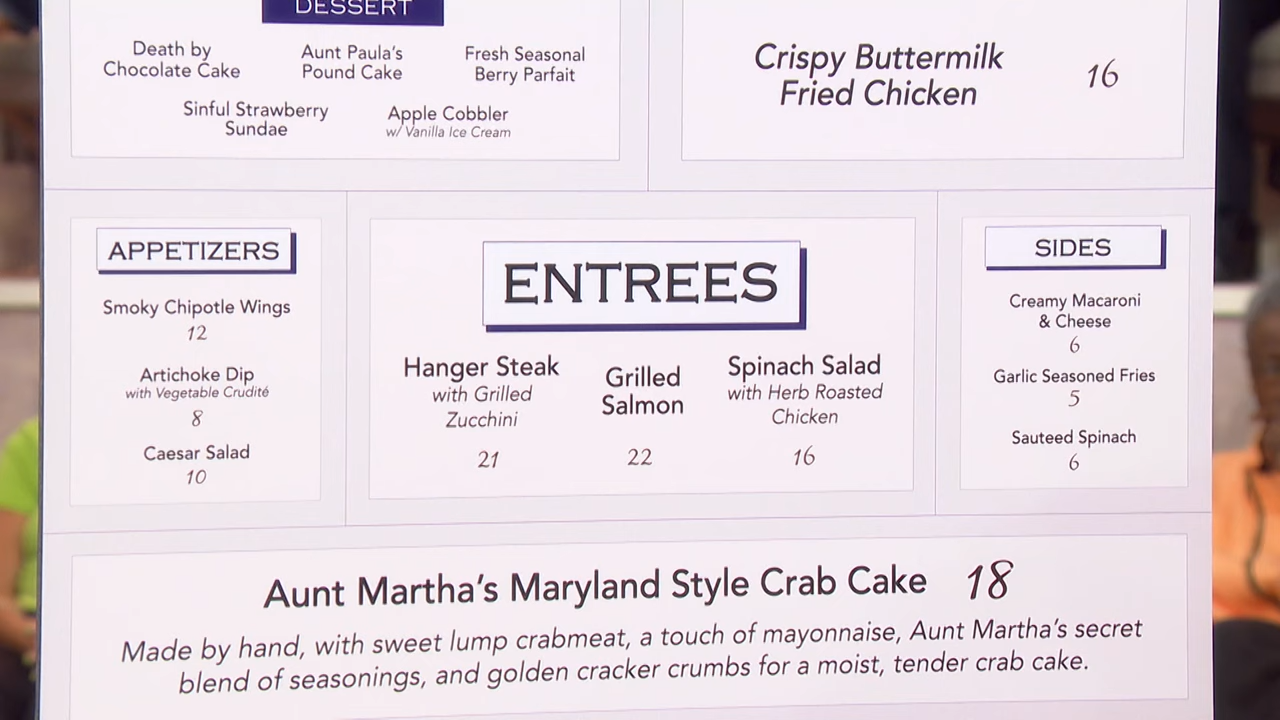 DESSERT
Death by
Chocolate Cake
Aunt Paula's
Pound Cake
Fresh Seasonal
Berry Parfait
Sinful Strawberry
Sundae
Apple Cobbler
w/ Vanilla Ice Cream
Crispy Buttermilk
Fried Chicken
16
APPETIZERS
Smoky Chipotle Wings
12
Artichoke Dip
with Vegetable Crudité
8
Caesar Salad
10
ENTREES
Hanger Steak
with Grilled
Zucchini
21
Grilled
Salmon
22
Spinach Salad
with Herb Roasted
Chicken
16
SIDES
Creamy Macaroni
& Cheese
6
Garlic Seasoned Fries
5
Sauteed Spinach
6
Aunt Martha's Maryland Style Crab Cake 18
Made by hand, with sweet lump crabmeat, a touch of mayonnaise, Aunt Martha's secret
blend of seasonings, and golden cracker crumbs for a moist, tender crab cake.